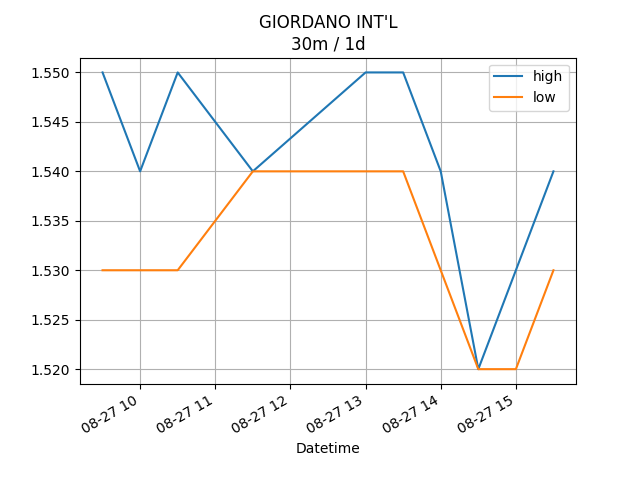 GIORDANO INT'L
30m / 1d
high
low
1.550
1.545
1.540
1.535
1.530
1.525
1.520
08-27 10
08-27 11
08-27 12
08-27 13
08-27 14
08-27 15
Datetime